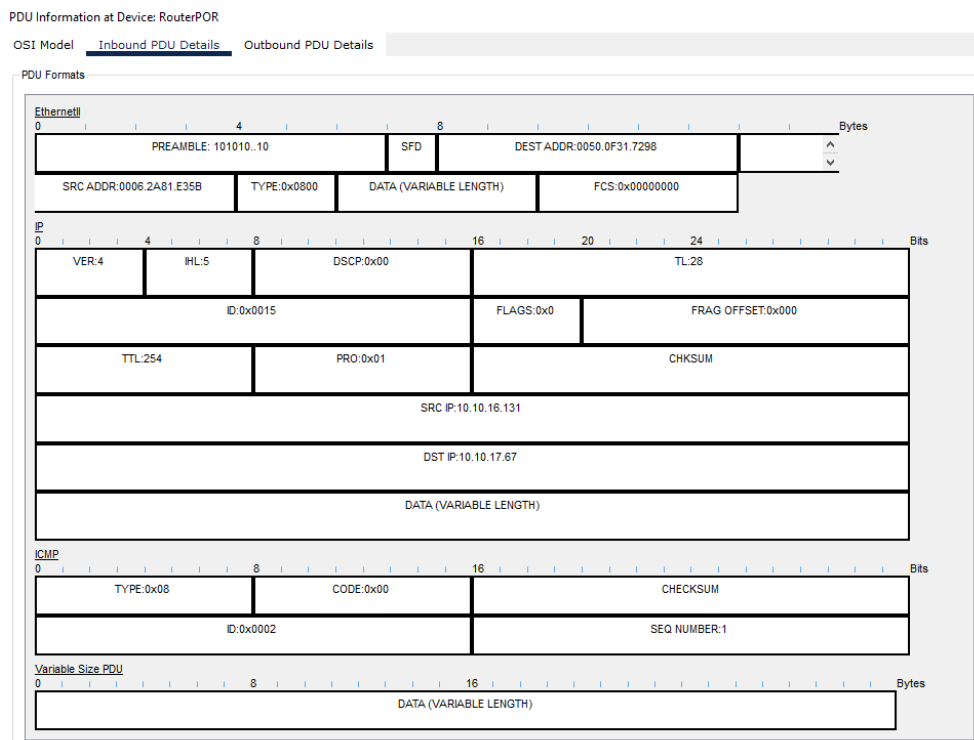 PDU Information at Device: RouterPOR
OSI Model Inbound PDU Details Outbound PDU Details
PDU Formats
EthernetII
0 4 8 Bytes
PREAMBLE: 101010..10 SFD DEST ADDR:0050.0F31.7298
SRC ADDR:0006.2A81.E35B TYPE:0x0800 DATA (VARIABLE LENGTH) FCS:0x00000000
IP
0 4 8 16 20 24 Bits
VER:4 IHL:5 DSCP:0x00 TL:28
ID:0x0015 FLAGS:0x0 FRAG OFFSET:0x000
TTL:254 PRO:0x01 CHKSUM
SRC IP:10.10.16.131
DST IP:10.10.17.67
DATA (VARIABLE LENGTH)
ICMP
0 8 16 Bits
TYPE:0x08 CODE:0x00 CHECKSUM
ID:0x0002 SEQ NUMBER:1
Variable Size PDU
0 8 16 Bytes
DATA (VARIABLE LENGTH)